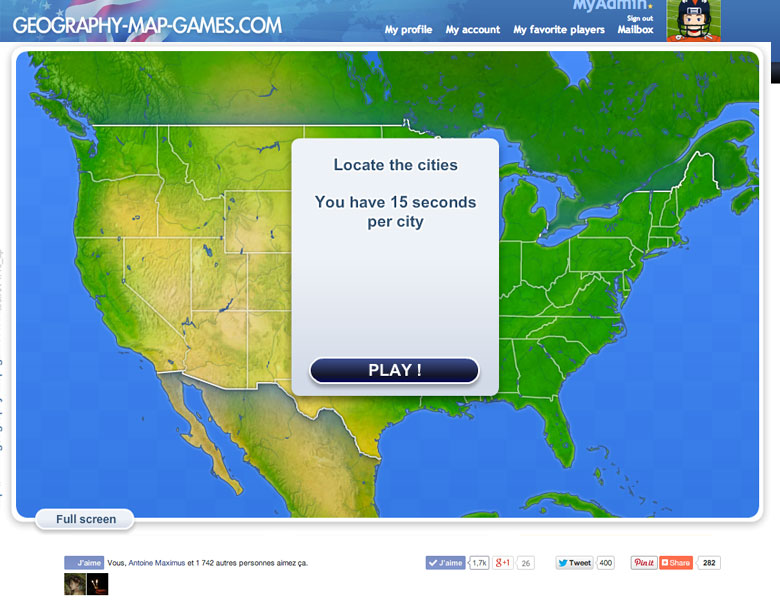 MyAdmin
GEOGRAPHY-MAP-GAMES.COM
Sign out
My profile My account My favorite players Mailbox
Locate the cities
You have 15 seconds
per city
PLAY !
Full screen
J'aime Vous, Antoine Maximus et 1 742 autres personnes aimez ça.
J'aime 1,7k g+1 26 Tweet 400 Pin it Share 282